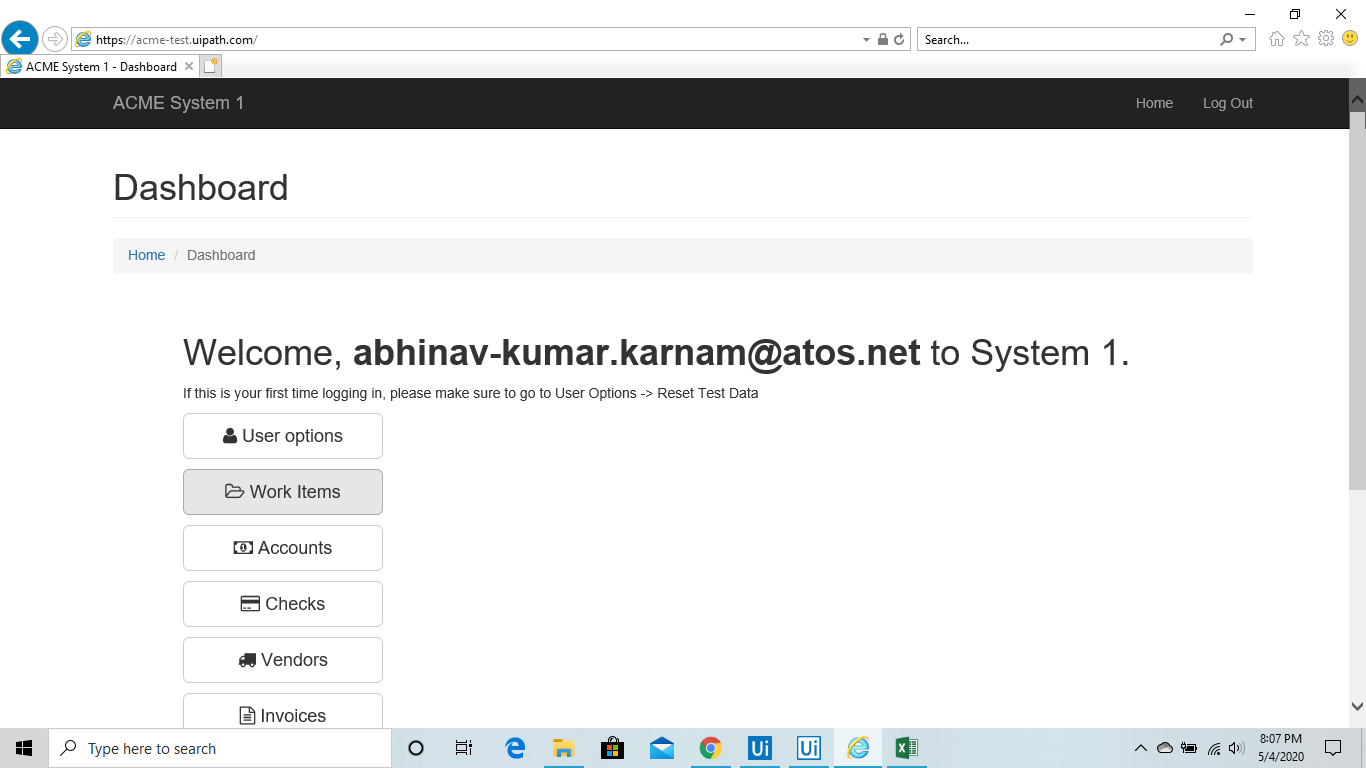 https://acme-test.uipath.com/
Search...
ACME System 1 - Dashboard
ACME System 1
Home
Log Out
Dashboard
Home / Dashboard
Welcome, abhinav-kumar.karnam@atos.net to System 1.
If this is your first time logging in, please make sure to go to User Options -> Reset Test Data
User options
Work Items
Accounts
Checks
Vendors
Invoices
Type here to search
Ui
Ui
8:07 PM
5/4/2020